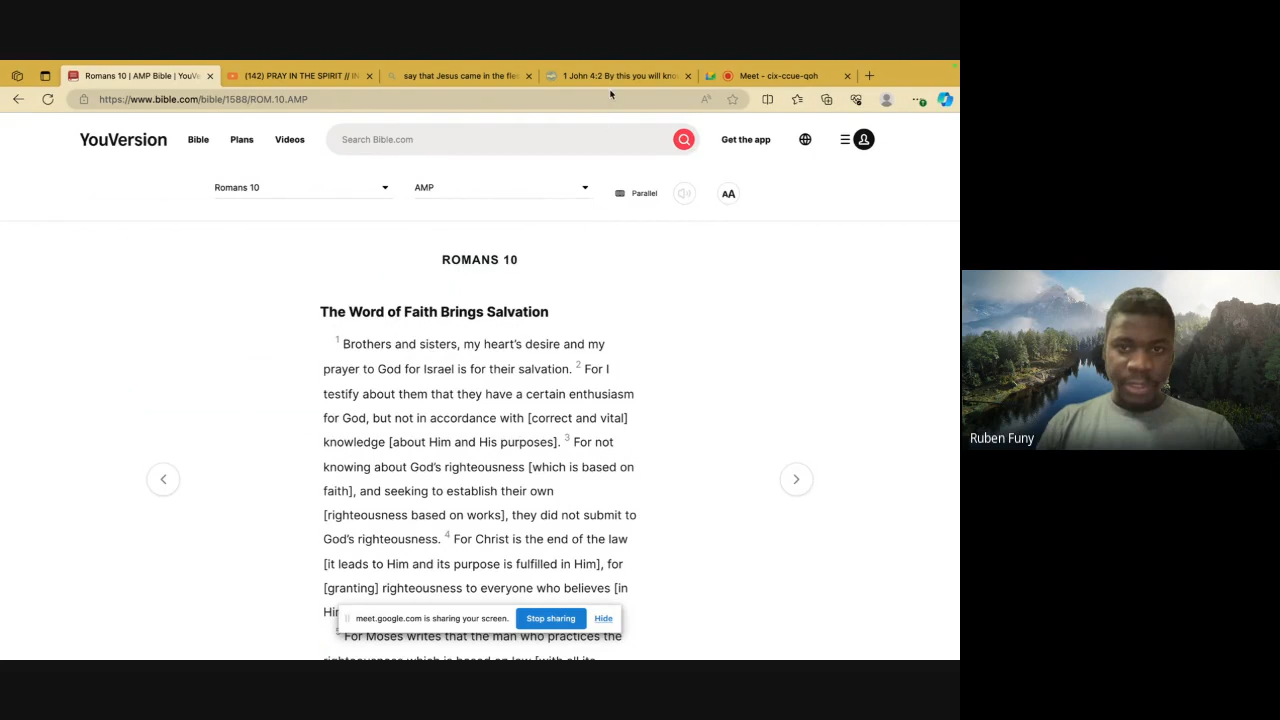 Romans 10 | AMP Bible | YouV
(142) PRAY IN THE SPIRIT // IN
say that Jesus came in the fles
1 John 4:2 By this you will kno
Meet - cix-ccue-qoh
https://www.bible.com/bible/1588/ROM.10.AMP
YouVersion
Bible
Plans
Videos
Search Bible.com
Get the app
Romans 10
AMP
Parallel
AA
ROMANS 10
The Word of Faith Brings Salvation
1 Brothers and sisters, my heart's desire and my
prayer to God for Israel is for their salvation. 2 For I
testify about them that they have a certain enthusiasm
for God, but not in accordance with [correct and vital]
knowledge [about Him and His purposes]. 3 For not
knowing about God's righteousness [which is based on
faith], and seeking to establish their own
[righteousness based on works], they did not submit to
God's righteousness. 4 For Christ is the end of the law
[it leads to Him and its purpose is fulfilled in Him], for
[granting] righteousness to everyone who believes [in
meet.google.com is sharing your screen.
Stop sharing
Hide
For Moses writes that the man who practices the
righteousness which is based on law [with all its
Ruben Funy